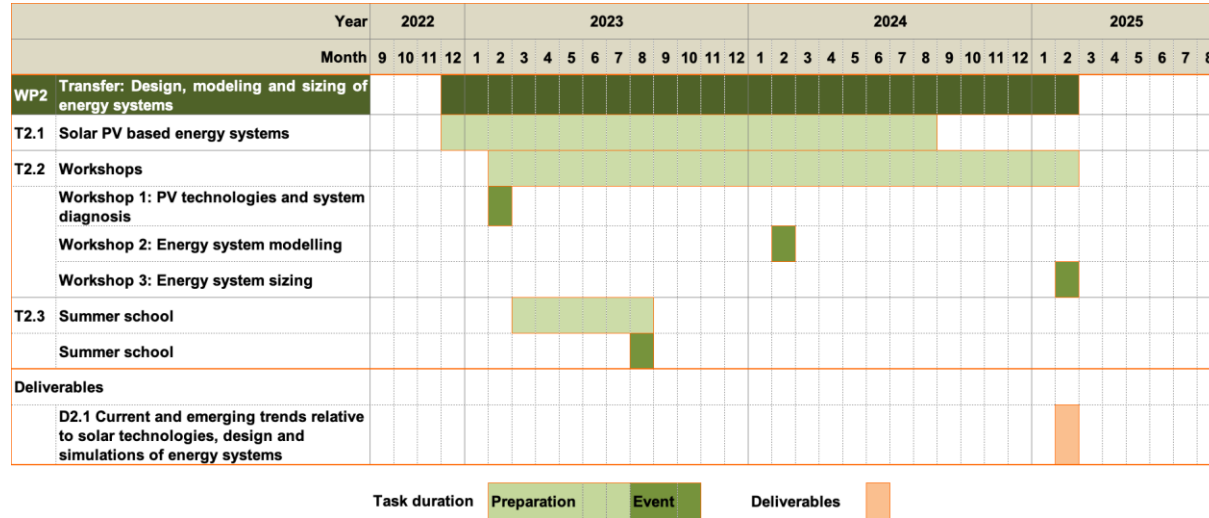 Year 2022 2023 2024 2025
Month 9 10 11 12 1 2 3 4 5 6 7 8 9 10 11 12 1 2 3 4 5 6 7 8 9 10 11 12 1 2 3 4 5 6 7 8
WP2 Transfer: Design, modeling and sizing of
energy systems
T2.1 Solar PV based energy systems
T2.2 Workshops
Workshop 1: PV technologies and system
diagnosis
Workshop 2: Energy system modelling
Workshop 3: Energy system sizing
T2.3 Summer school
Summer school
Deliverables
D2.1 Current and emerging trends relative
to solar technologies, design and
simulations of energy systems
Task duration Preparation Event Deliverables